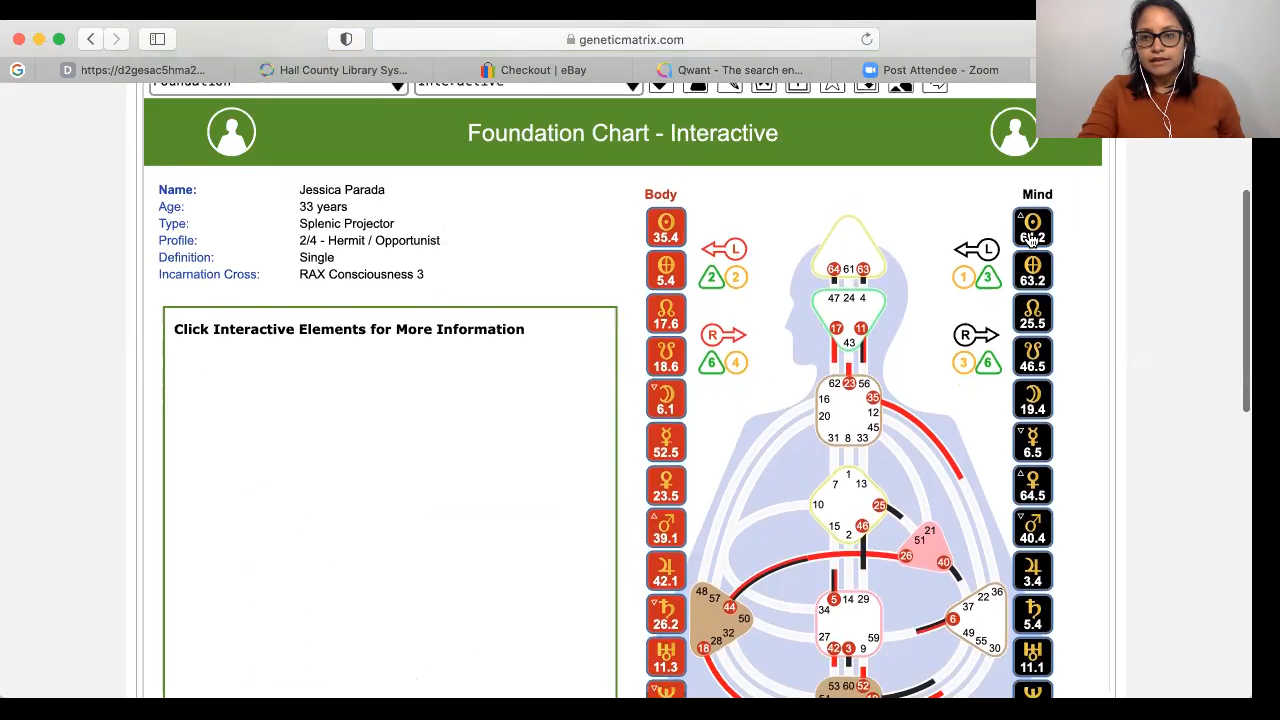 geneticmatrix.com
https://d2gesac5hma2...
Hall County Library Sys...
Checkout | eBay
Qwant - The search en...
Post Attendee - Zoom
Foundation
Interactive
Foundation Chart - Interactive
Name: Jessica Parada
Age: 33 years
Type: Splenic Projector
Profile: 2/4 - Hermit / Opportunist
Definition: Single
Incarnation Cross: RAX Consciousness 3
Click Interactive Elements for More Information
Body
Mind
35.4
5.4
17.6
18.6
6.1
52.5
23.5
39.1
42.1
26.2
11.3
L
2 2
R
6 4
L
1 3
R
3 6
63.2
25.5
46.5
19.4
6.5
64.5
40.4
3.4
5.4
11.1
64 61 63
47 24 4
17 11
43
62 23 56
16 35
20 12
45
31 8 33
1
7 13
10 25
15 46
2
21
51
26 40
48 57
44
50
32
28
18
5 14 29
34
27 59
42 3 9
36
22
37
6
49
55
30
53 60 52